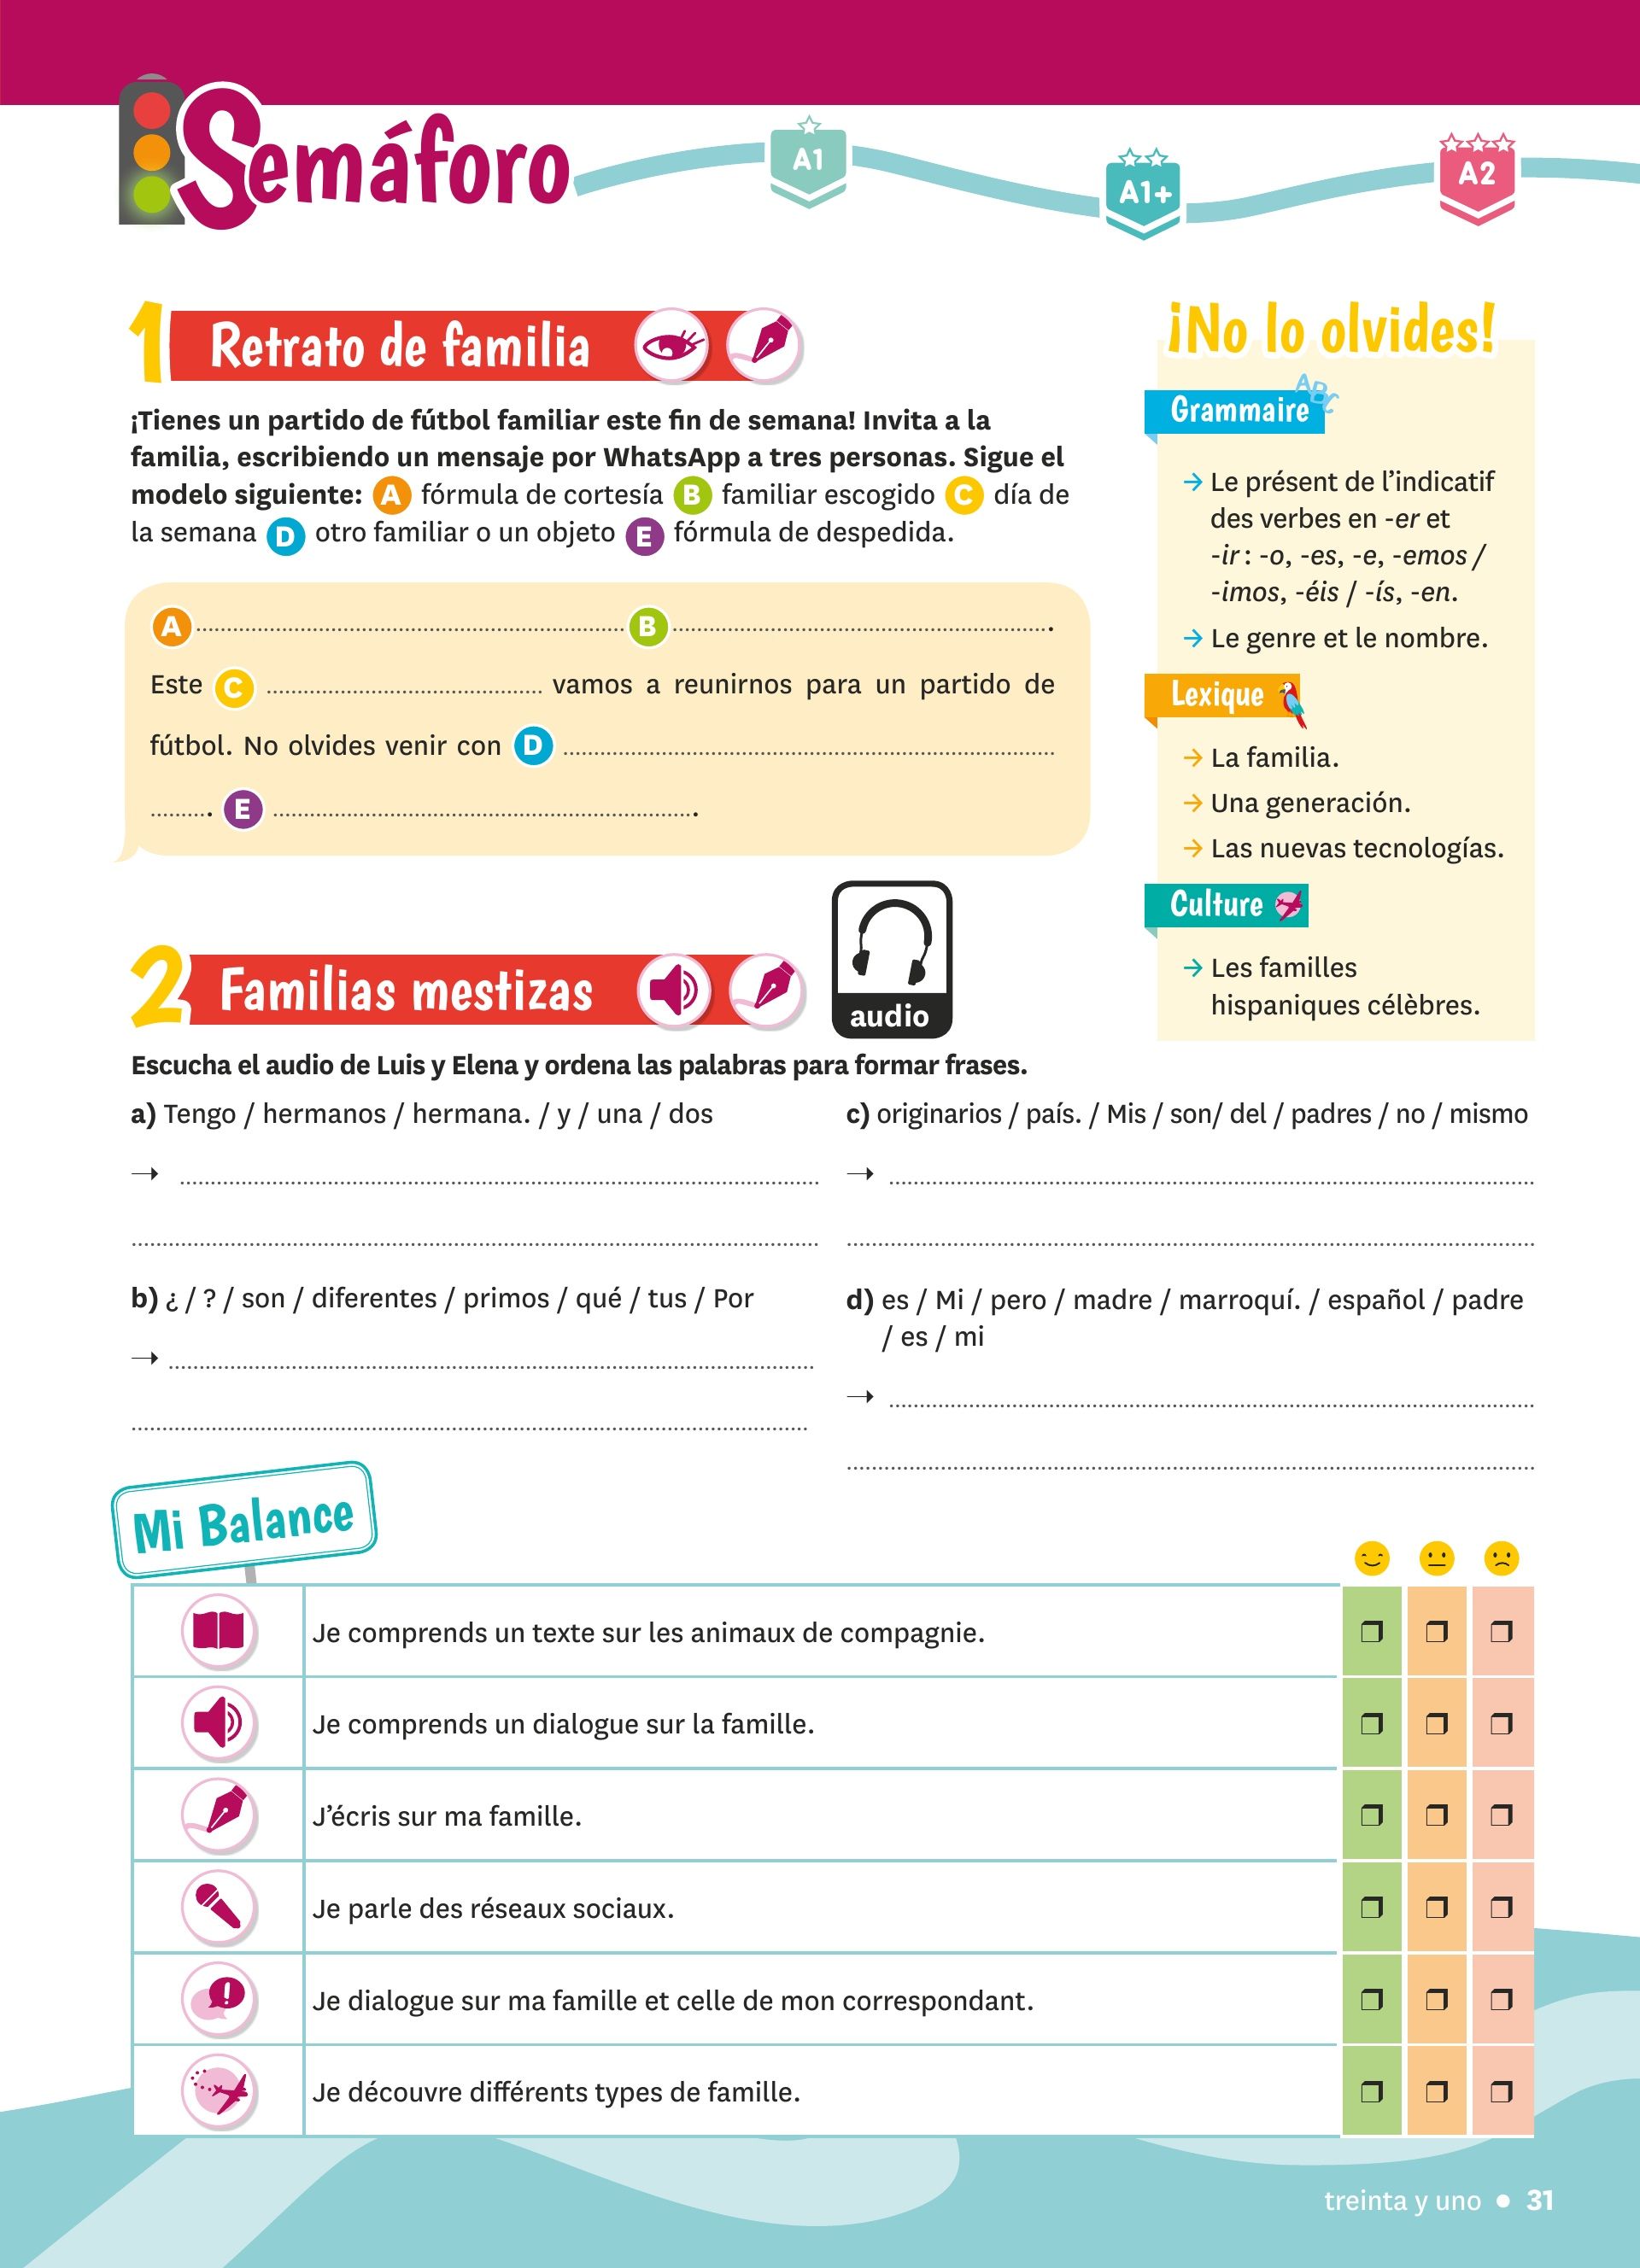 Semáforo
A1
A1+
A2
1 Retrato de familia
¡Tienes un partido de fútbol familiar este fin de semana! Invita a la
familia, escribiendo un mensaje por WhatsApp a tres personas. Sigue el
modelo siguiente: A fórmula de cortesía B familiar escogido C día de
la semana D otro familiar o un objeto E fórmula de despedida.
A ........ B ........ .
Este C ........ vamos a reunirnos para un partido de
fútbol. No olvides venir con D ........
......... . E ........ .
¡No lo olvides!
ABC
Grammaire
→ Le présent de l'indicatif
des verbes en -er et
-ir : -o, -es, -e, -emos /
-imos, -éis / -ís, -en.
→ Le genre et le nombre.
Lexique
→ La familia.
→ Una generación.
→ Las nuevas tecnologías.
Culture
→ Les familles
hispaniques célèbres.
2 Familias mestizas
audio
Escucha el audio de Luis y Elena y ordena las palabras para formar frases.
a) Tengo / hermanos / hermana. / y / una / dos
→ ........
b) ¿ / ? / son / diferentes / primos / qué / tus / Por
→ ........
c) originarios / país. / Mis / son/ del / padres / no / mismo
→ ........
d) es / Mi / pero / madre / marroquí. / español / padre
/ es / mi
→ ........
Mi Balance
Je comprends un texte sur les animaux de compagnie.
Je comprends un dialogue sur la famille.
J'écris sur ma famille.
Je parle des réseaux sociaux.
Je dialogue sur ma famille et celle de mon correspondant.
Je découvre différents types de famille.
treinta y uno • 31